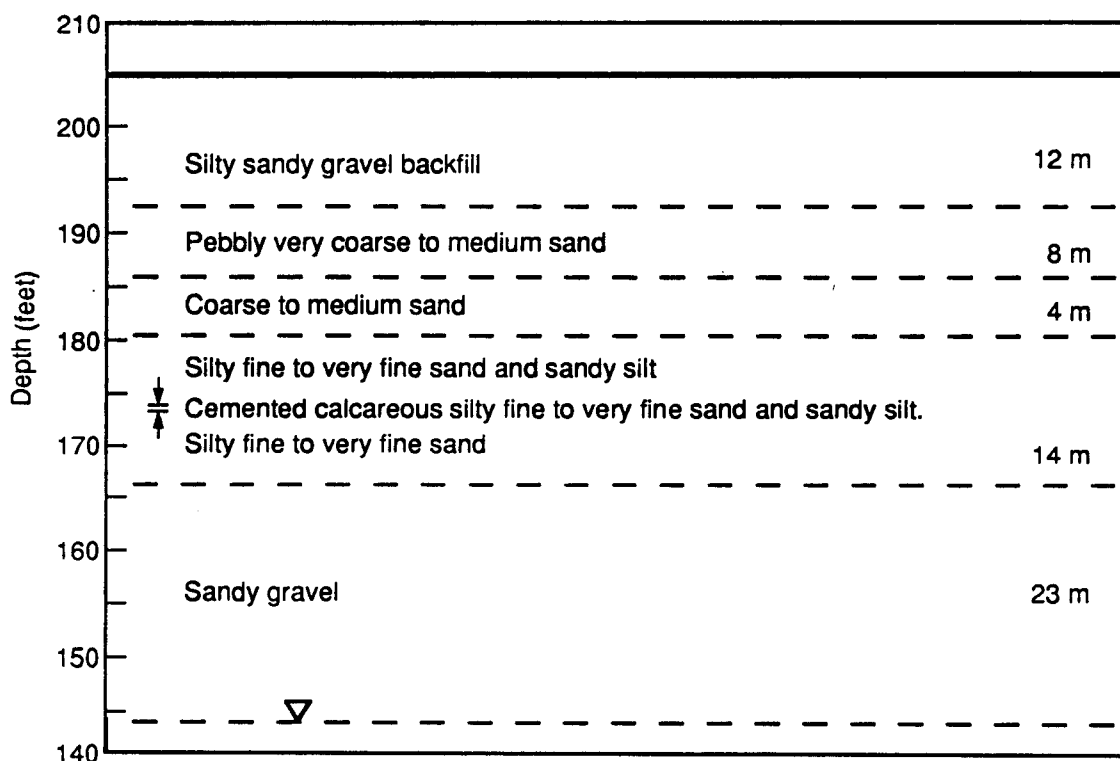 210
200
Silty sandy gravel backfill 12 m
190
Pebbly very coarse to medium sand 8 m
Coarse to medium sand 4 m
180
Silty fine to very fine sand and sandy silt
Depth (feet)
Cemented calcareous silty fine to very fine sand and sandy silt.
170 Silty fine to very fine sand 14 m
160
Sandy gravel 23 m
150
140